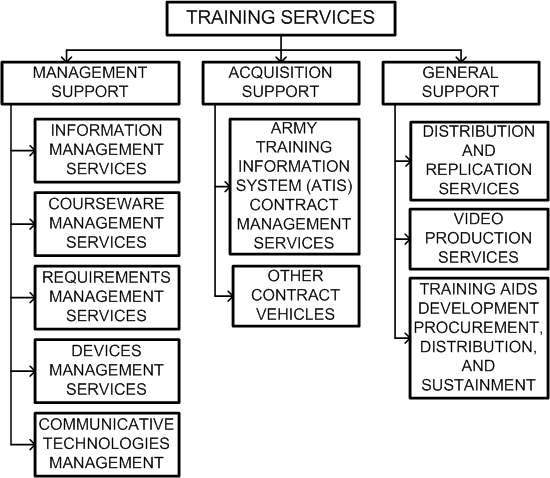 TRAINING SERVICES
MANAGEMENT
SUPPORT
INFORMATION
MANAGEMENT
SERVICES
COURSEWARE
MANAGEMENT
SERVICES
REQUIREMENTS
MANAGEMENT
SERVICES
DEVICES
MANAGEMENT
SERVICES
COMMUNICATIVE
TECHNOLOGIES
MANAGEMENT
ACQUISITION
SUPPORT
ARMY
TRAINING
INFORMATION
SYSTEM (ATIS)
CONTRACT
MANAGEMENT
SERVICES
OTHER
CONTRACT
VEHICLES
GENERAL
SUPPORT
DISTRIBUTION
AND
REPLICATION
SERVICES
VIDEO
PRODUCTION
SERVICES
TRAINING AIDS
DEVELOPMENT
PROCUREMENT,
DISTRIBUTION,
AND
SUSTAINMENT